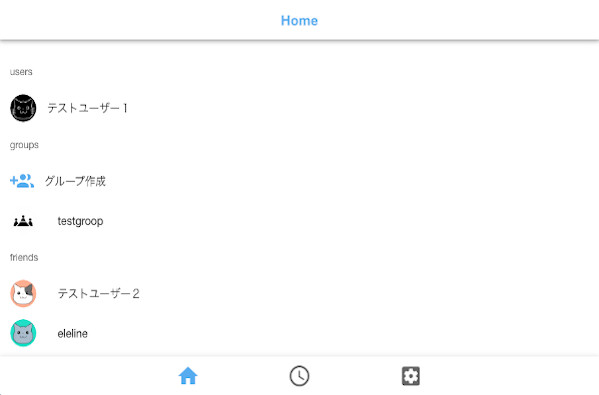 Home
users
テストユーザー１
groups
グループ作成
testgroop
friends
テストユーザー２
eleline